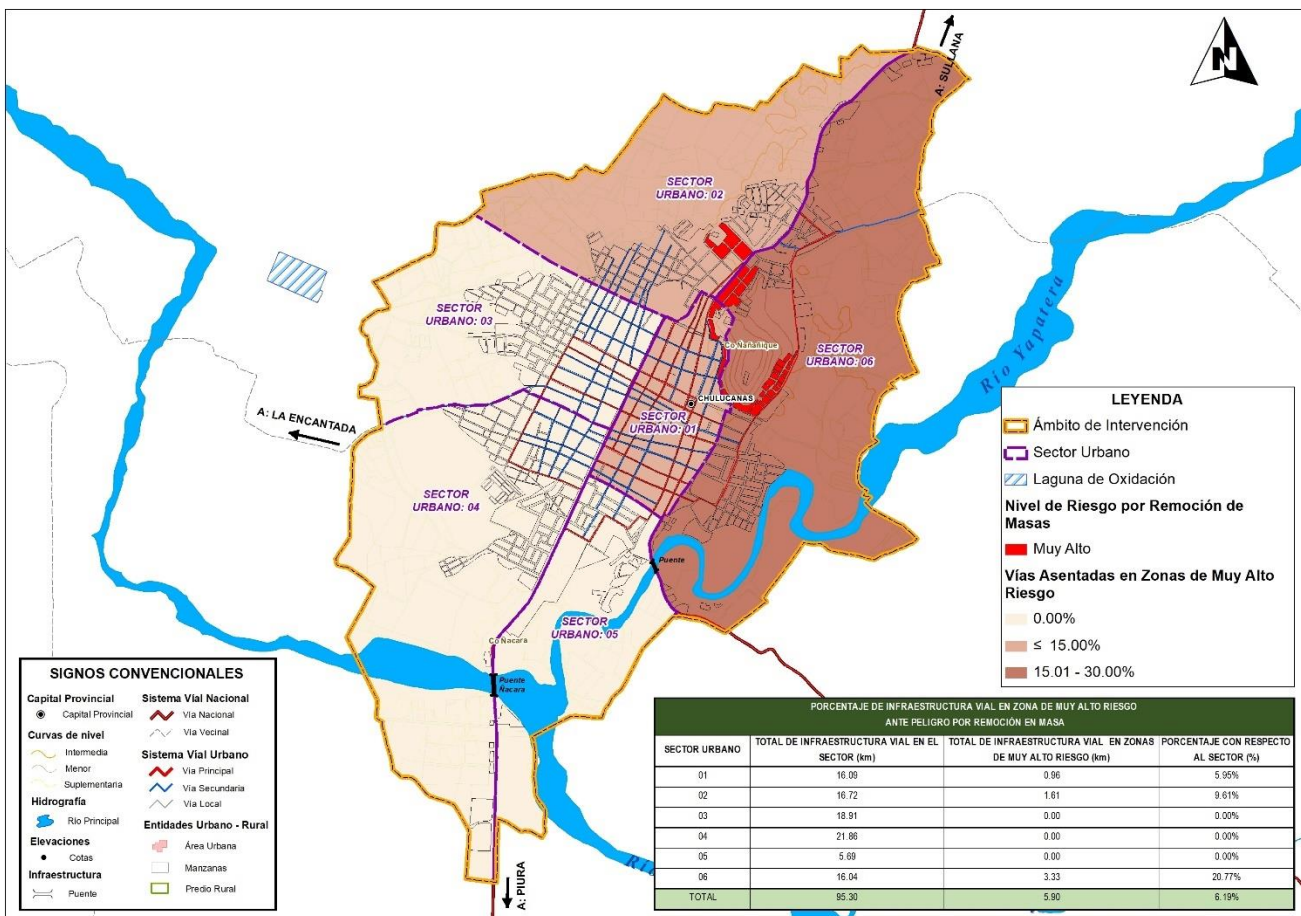 A: SULLANA
N
SECTOR
URBANO: 02
SECTOR
URBANO: 03
Río Yapatera
Co Ñañañique
SECTOR
URBANO: 06
CHULUCANAS
SECTOR
URBANO: 01
A: LA ENCANTADA
SECTOR
URBANO: 04
Puente
SECTOR
URBANO: 05
Co Ñacara
Puente
Ñacara
A: PIURA
LEYENDA
Ámbito de Intervención
Sector Urbano
Laguna de Oxidación
Nivel de Riesgo por Remoción de
Masas
Muy Alto
Vías Asentadas en Zonas de Muy Alto
Riesgo
0.00%
≤ 15.00%
15.01 - 30.00%
SIGNOS CONVENCIONALES
Capital Provincial
Capital Provincial
Curvas de nivel
Intermedia
Menor
Suplementaria
Hidrografía
Río Principal
Elevaciones
Cotas
Infraestructura
Puente
Sistema Vial Nacional
Vía Nacional
Vía Vecinal
Sistema Vial Urbano
Vía Principal
Vía Secundaria
Vía Local
Entidades Urbano - Rural
Área Urbana
Manzanas
Predio Rural
PORCENTAJE DE INFRAESTRUCTURA VIAL EN ZONA DE MUY ALTO RIESGO
ANTE PELIGRO POR REMOCIÓN EN MASA
SECTOR URBANO TOTAL DE INFRAESTRUCTURA VIAL EN EL SECTOR (km) TOTAL DE INFRAESTRUCTURA VIAL EN ZONAS DE MUY ALTO RIESGO (km) PORCENTAJE CON RESPECTO AL SECTOR (%)
01 16.09 0.96 5.95%
02 16.72 1.61 9.61%
03 18.91 0.00 0.00%
04 21.86 0.00 0.00%
05 5.69 0.00 0.00%
06 16.04 3.33 20.77%
TOTAL 95.30 5.90 6.19%